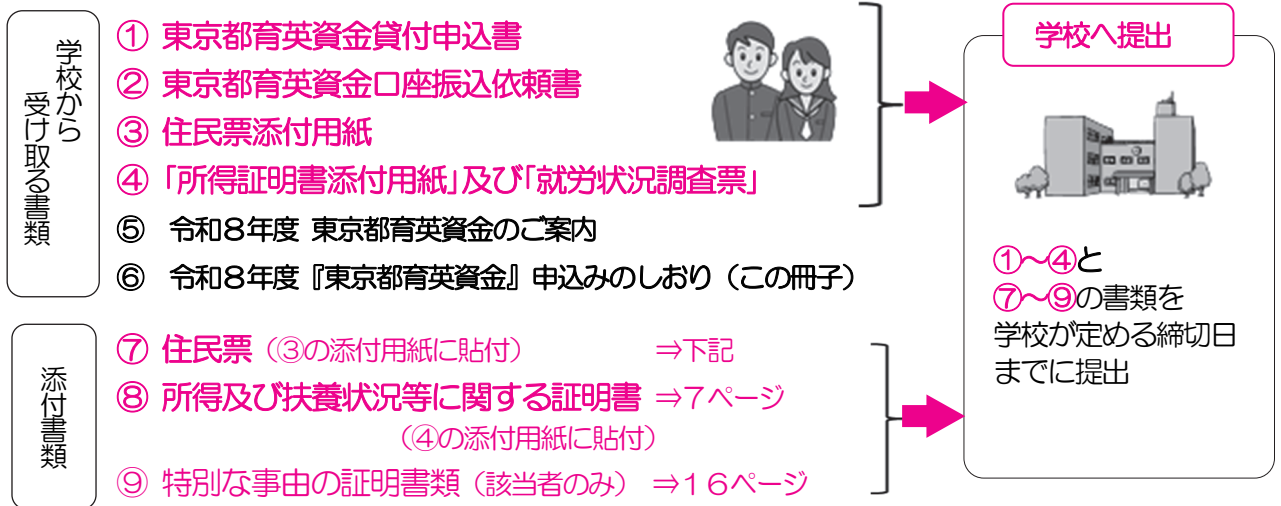 学校から
受け取る書類
① 東京都育英資金貸付申込書
② 東京都育英資金口座振込依頼書
③ 住民票添付用紙
④ 「所得証明書添付用紙」及び「就労状況調査票」
⑤ 令和８年度 東京都育英資金のご案内
⑥ 令和８年度『東京都育英資金』申込みのしおり（この冊子）
添付書類
⑦ 住民票（③の添付用紙に貼付） ⇒下記
⑧ 所得及び扶養状況等に関する証明書 ⇒７ページ
（④の添付用紙に貼付）
⑨ 特別な事由の証明書類（該当者のみ） ⇒１６ページ
学校へ提出
①～④と
⑦～⑨の書類を
学校が定める締切日
までに提出